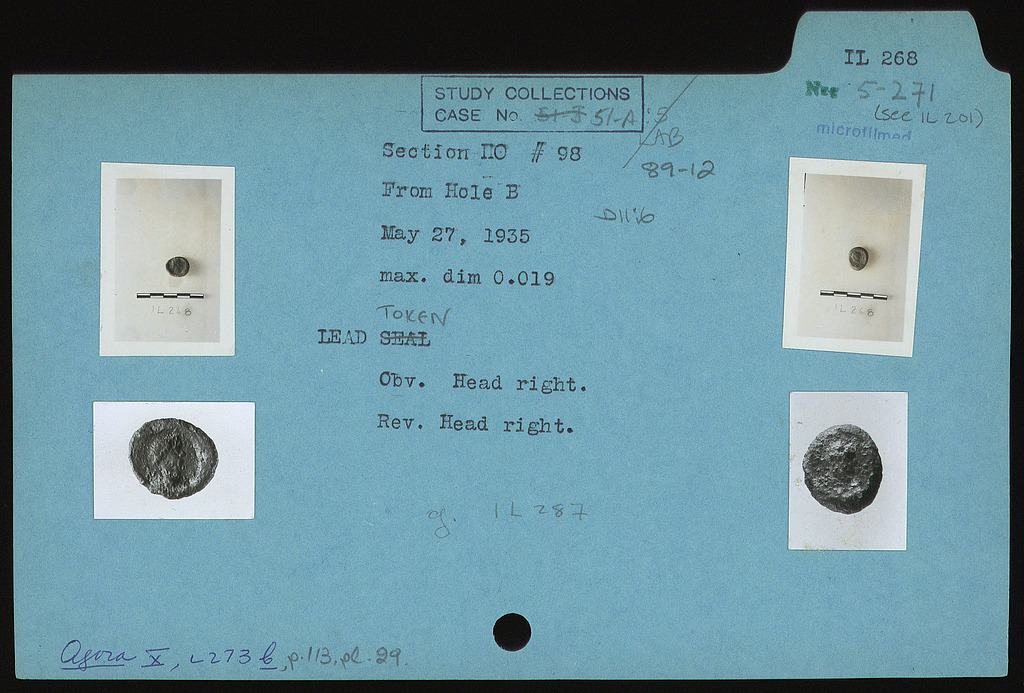 IL 268
Neg 5-271
(see IL 201)
microfilmed
STUDY COLLECTIONS
CASE No. 51-A
AB
89-12
Section ΠΘ # 98
From Hole B
D11:6
May 27, 1935
max. dim 0.019
TOKEN
LEAD SEAL
Obv. Head right.
Rev. Head right.
IL 268
IL 268
cf. IL 287
Agora X, L273 b, p.113, pl. 29.